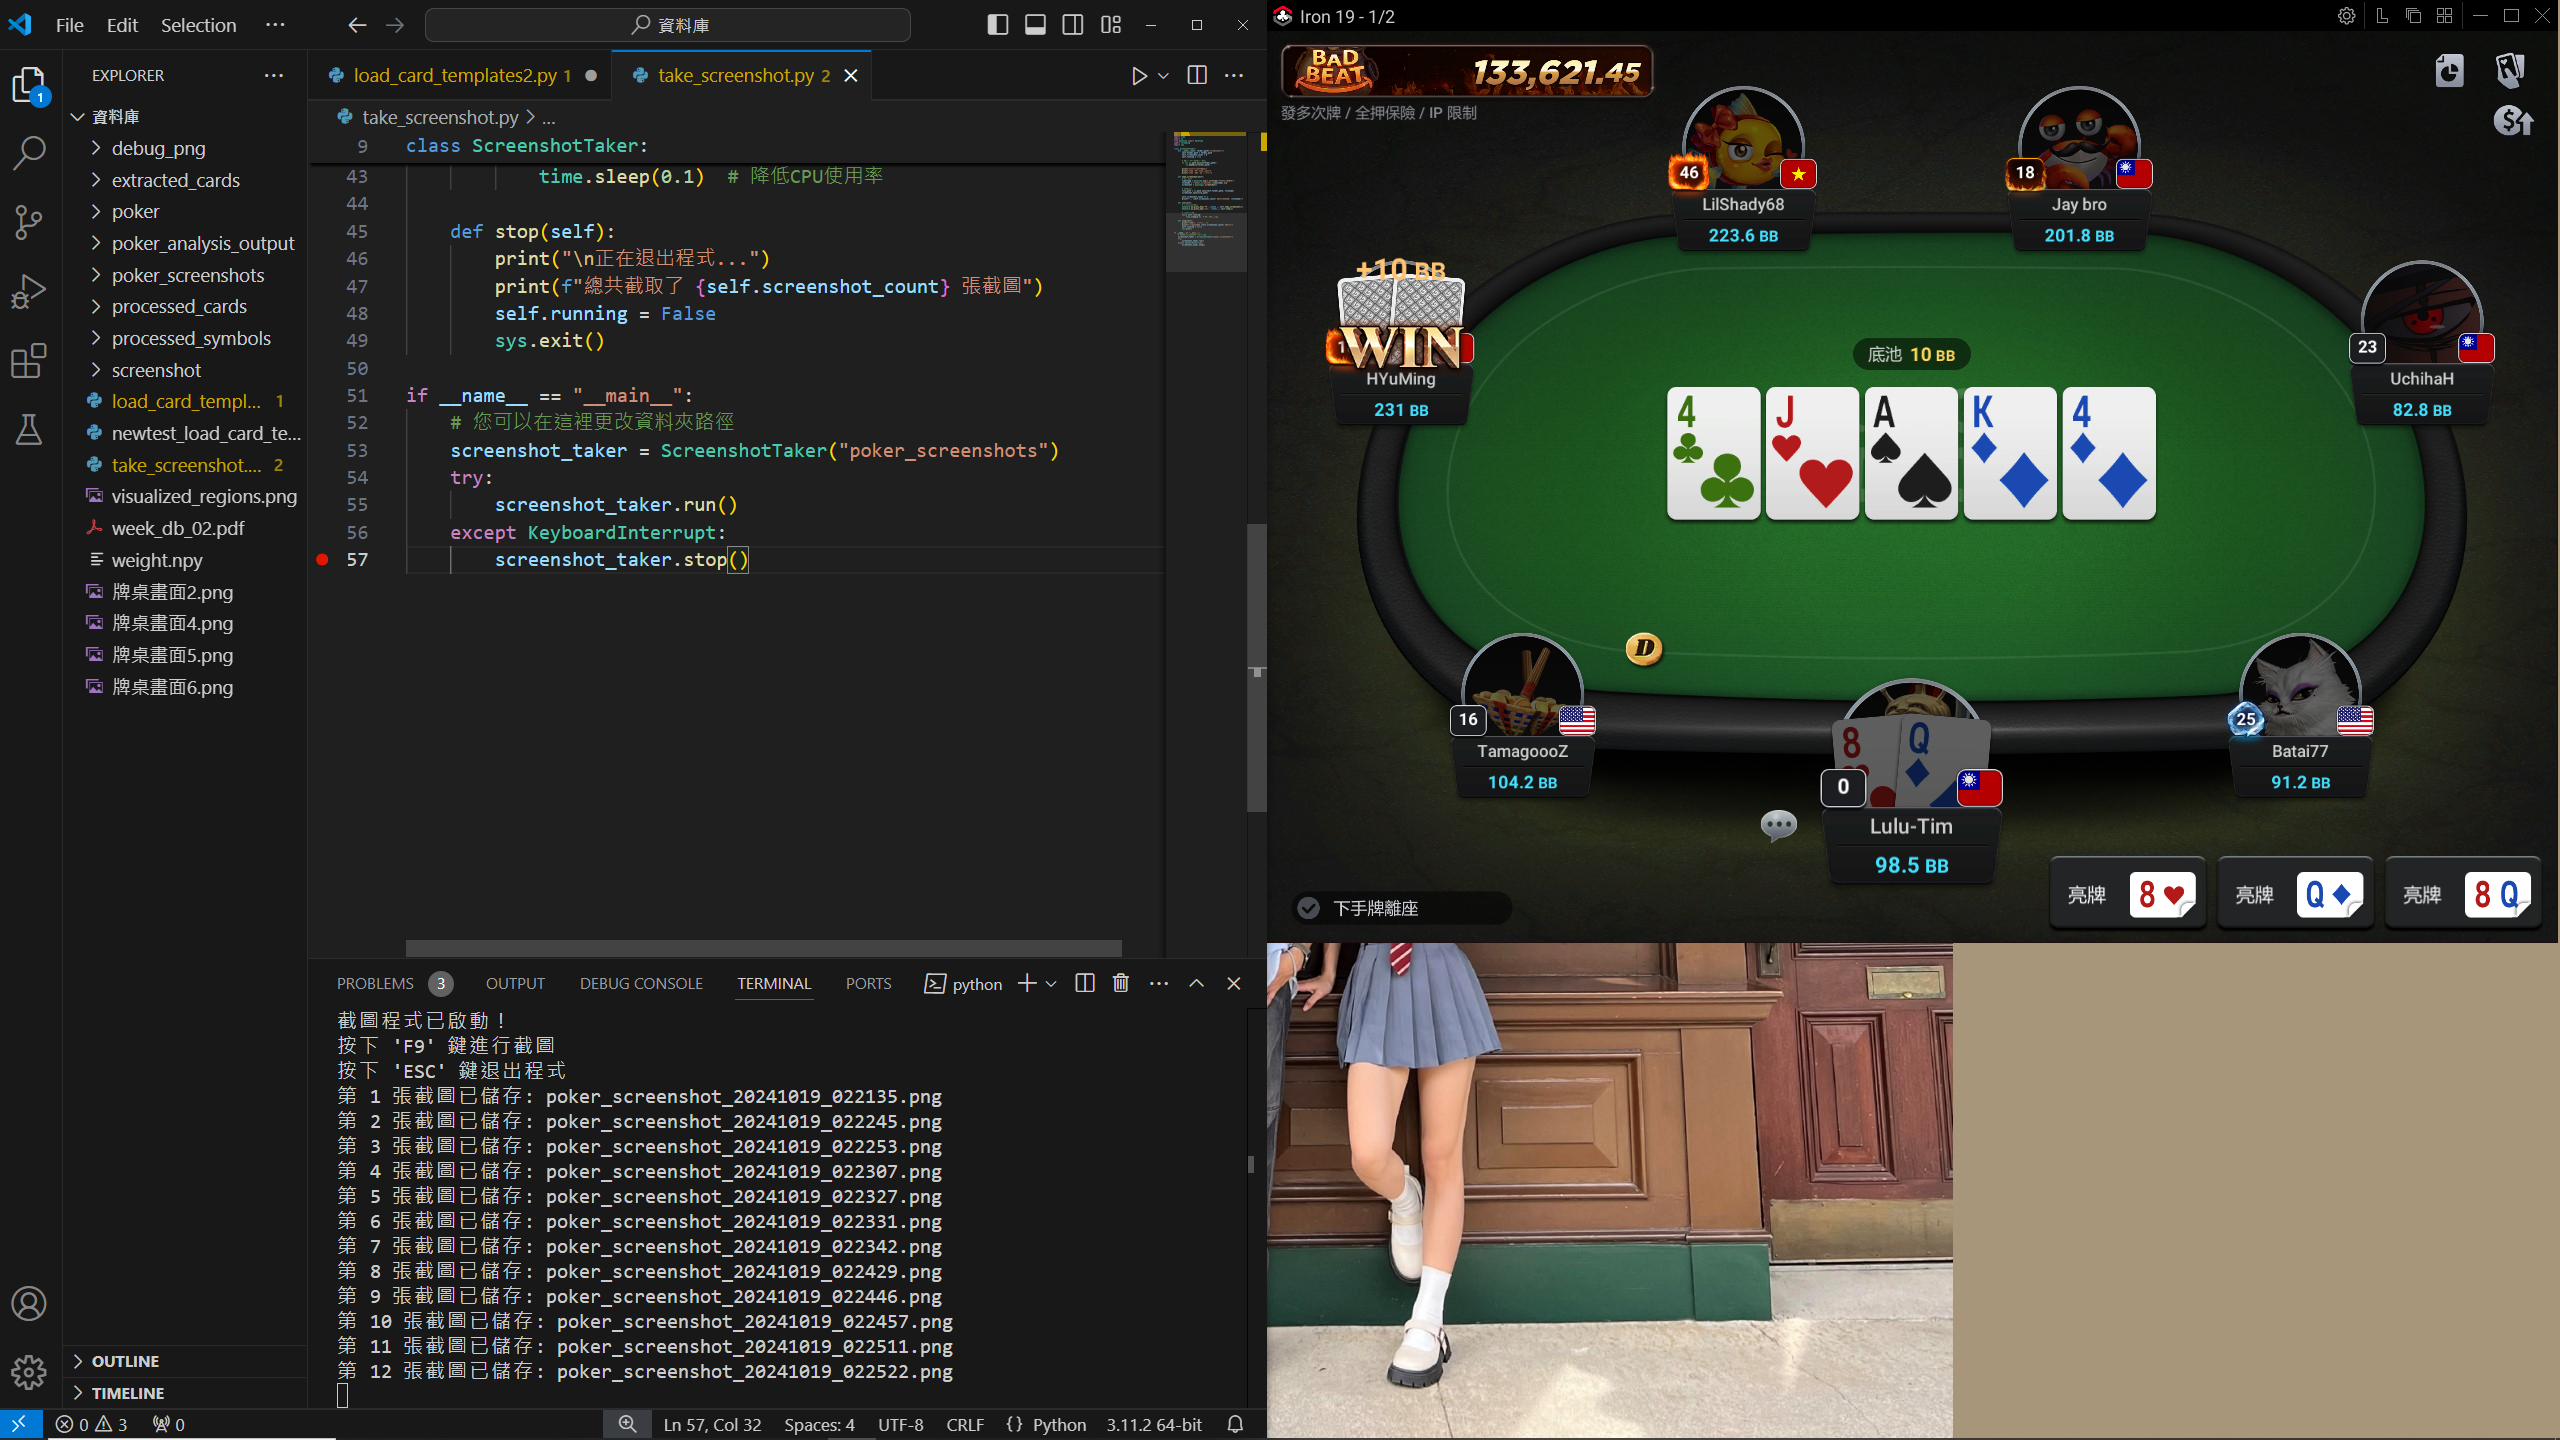 File Edit Selection ···
資料庫
EXPLORER ···
資料庫
debug_png
extracted_cards
poker
poker_analysis_output
poker_screenshots
processed_cards
processed_symbols
screenshot
load_card_templ... 1
newtest_load_card_te...
take_screenshot.... 2
visualized_regions.png
week_db_02.pdf
weight.npy
牌桌畫面2.png
牌桌畫面4.png
牌桌畫面5.png
牌桌畫面6.png
OUTLINE
TIMELINE
1
load_card_templates2.py 1
take_screenshot.py 2
take_screenshot.py > ...
9 class ScreenshotTaker:
43 time.sleep(0.1) # 降低CPU使用率
44
45 def stop(self):
46 print("\n正在退出程式...")
47 print(f"總共截取了 {self.screenshot_count} 張截圖")
48 self.running = False
49 sys.exit()
50
51 if __name__ == "__main__":
52 # 您可以在這裡更改資料夾路徑
53 screenshot_taker = ScreenshotTaker("poker_screenshots")
54 try:
55 screenshot_taker.run()
56 except KeyboardInterrupt:
57 screenshot_taker.stop()
PROBLEMS 3 OUTPUT DEBUG CONSOLE TERMINAL PORTS python
截圖程式已啟動！
按下 'F9' 鍵進行截圖
按下 'ESC' 鍵退出程式
第 1 張截圖已儲存: poker_screenshot_20241019_022135.png
第 2 張截圖已儲存: poker_screenshot_20241019_022245.png
第 3 張截圖已儲存: poker_screenshot_20241019_022253.png
第 4 張截圖已儲存: poker_screenshot_20241019_022307.png
第 5 張截圖已儲存: poker_screenshot_20241019_022327.png
第 6 張截圖已儲存: poker_screenshot_20241019_022331.png
第 7 張截圖已儲存: poker_screenshot_20241019_022342.png
第 8 張截圖已儲存: poker_screenshot_20241019_022429.png
第 9 張截圖已儲存: poker_screenshot_20241019_022446.png
第 10 張截圖已儲存: poker_screenshot_20241019_022457.png
第 11 張截圖已儲存: poker_screenshot_20241019_022511.png
第 12 張截圖已儲存: poker_screenshot_20241019_022522.png
0 3 0 Ln 57, Col 32 Spaces: 4 UTF-8 CRLF {} Python 3.11.2 64-bit
Iron 19 - 1/2
BAD BEAT 133,621.45
發多次牌 / 全押保險 / IP 限制
46
LilShady68
223.6 BB
18
Jay bro
201.8 BB
+10 BB
WIN
HYuMing
231 BB
23
UchihaH
82.8 BB
底池 10 BB
4 J A K 4
D
16
TamagoooZ
104.2 BB
8 Q
0
Lulu-Tim
98.5 BB
25
Batai77
91.2 BB
下手牌離座
亮牌 8♥
亮牌 Q♦
亮牌 8 Q